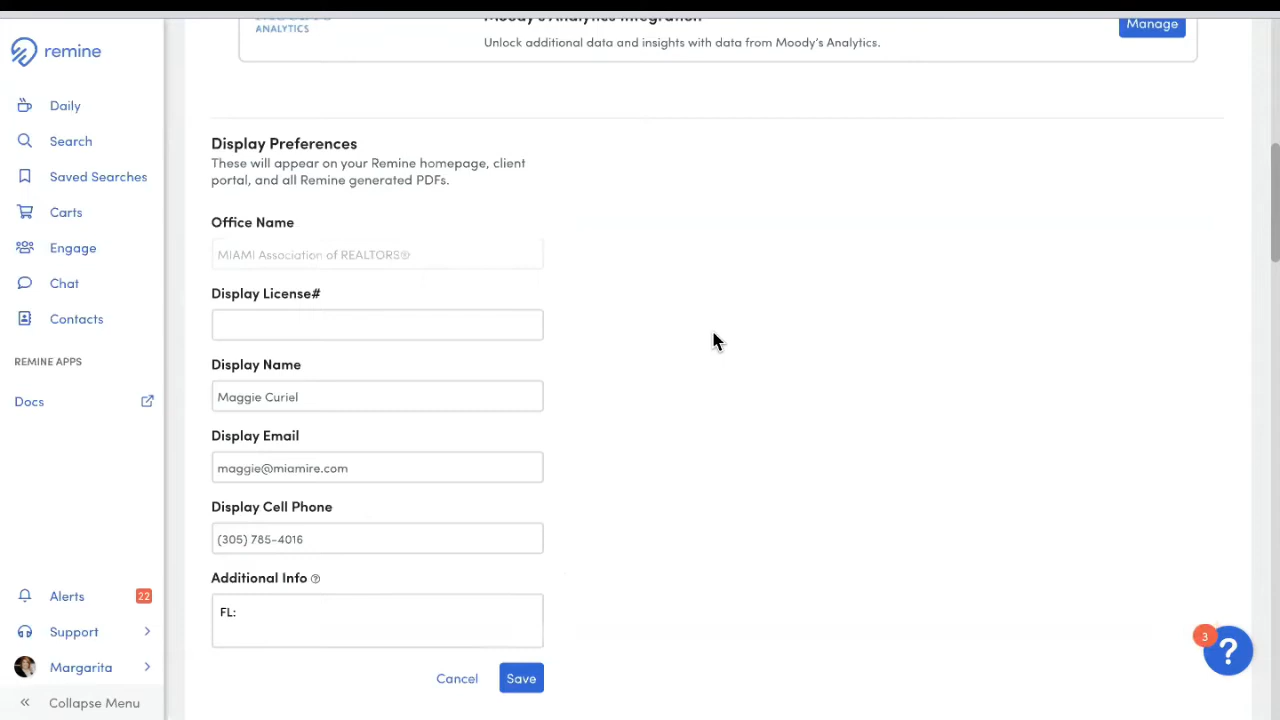 Moody's Analytics Integration
ANALYTICS
Manage
Unlock additional data and insights with data from Moody's Analytics.
remine
Daily
Search
Saved Searches
Carts
Engage
Chat
Contacts
REMINE APPS
Docs
Alerts
22
Support
Margarita
Collapse Menu
Display Preferences
These will appear on your Remine homepage, client
portal, and all Remine generated PDFs.
Office Name
MIAMI Association of REALTORS®
Display License#
Display Name
Maggie Curiel
Display Email
maggie@miamire.com
Display Cell Phone
(305) 785-4016
Additional Info ?
FL:
Cancel
Save
3
?